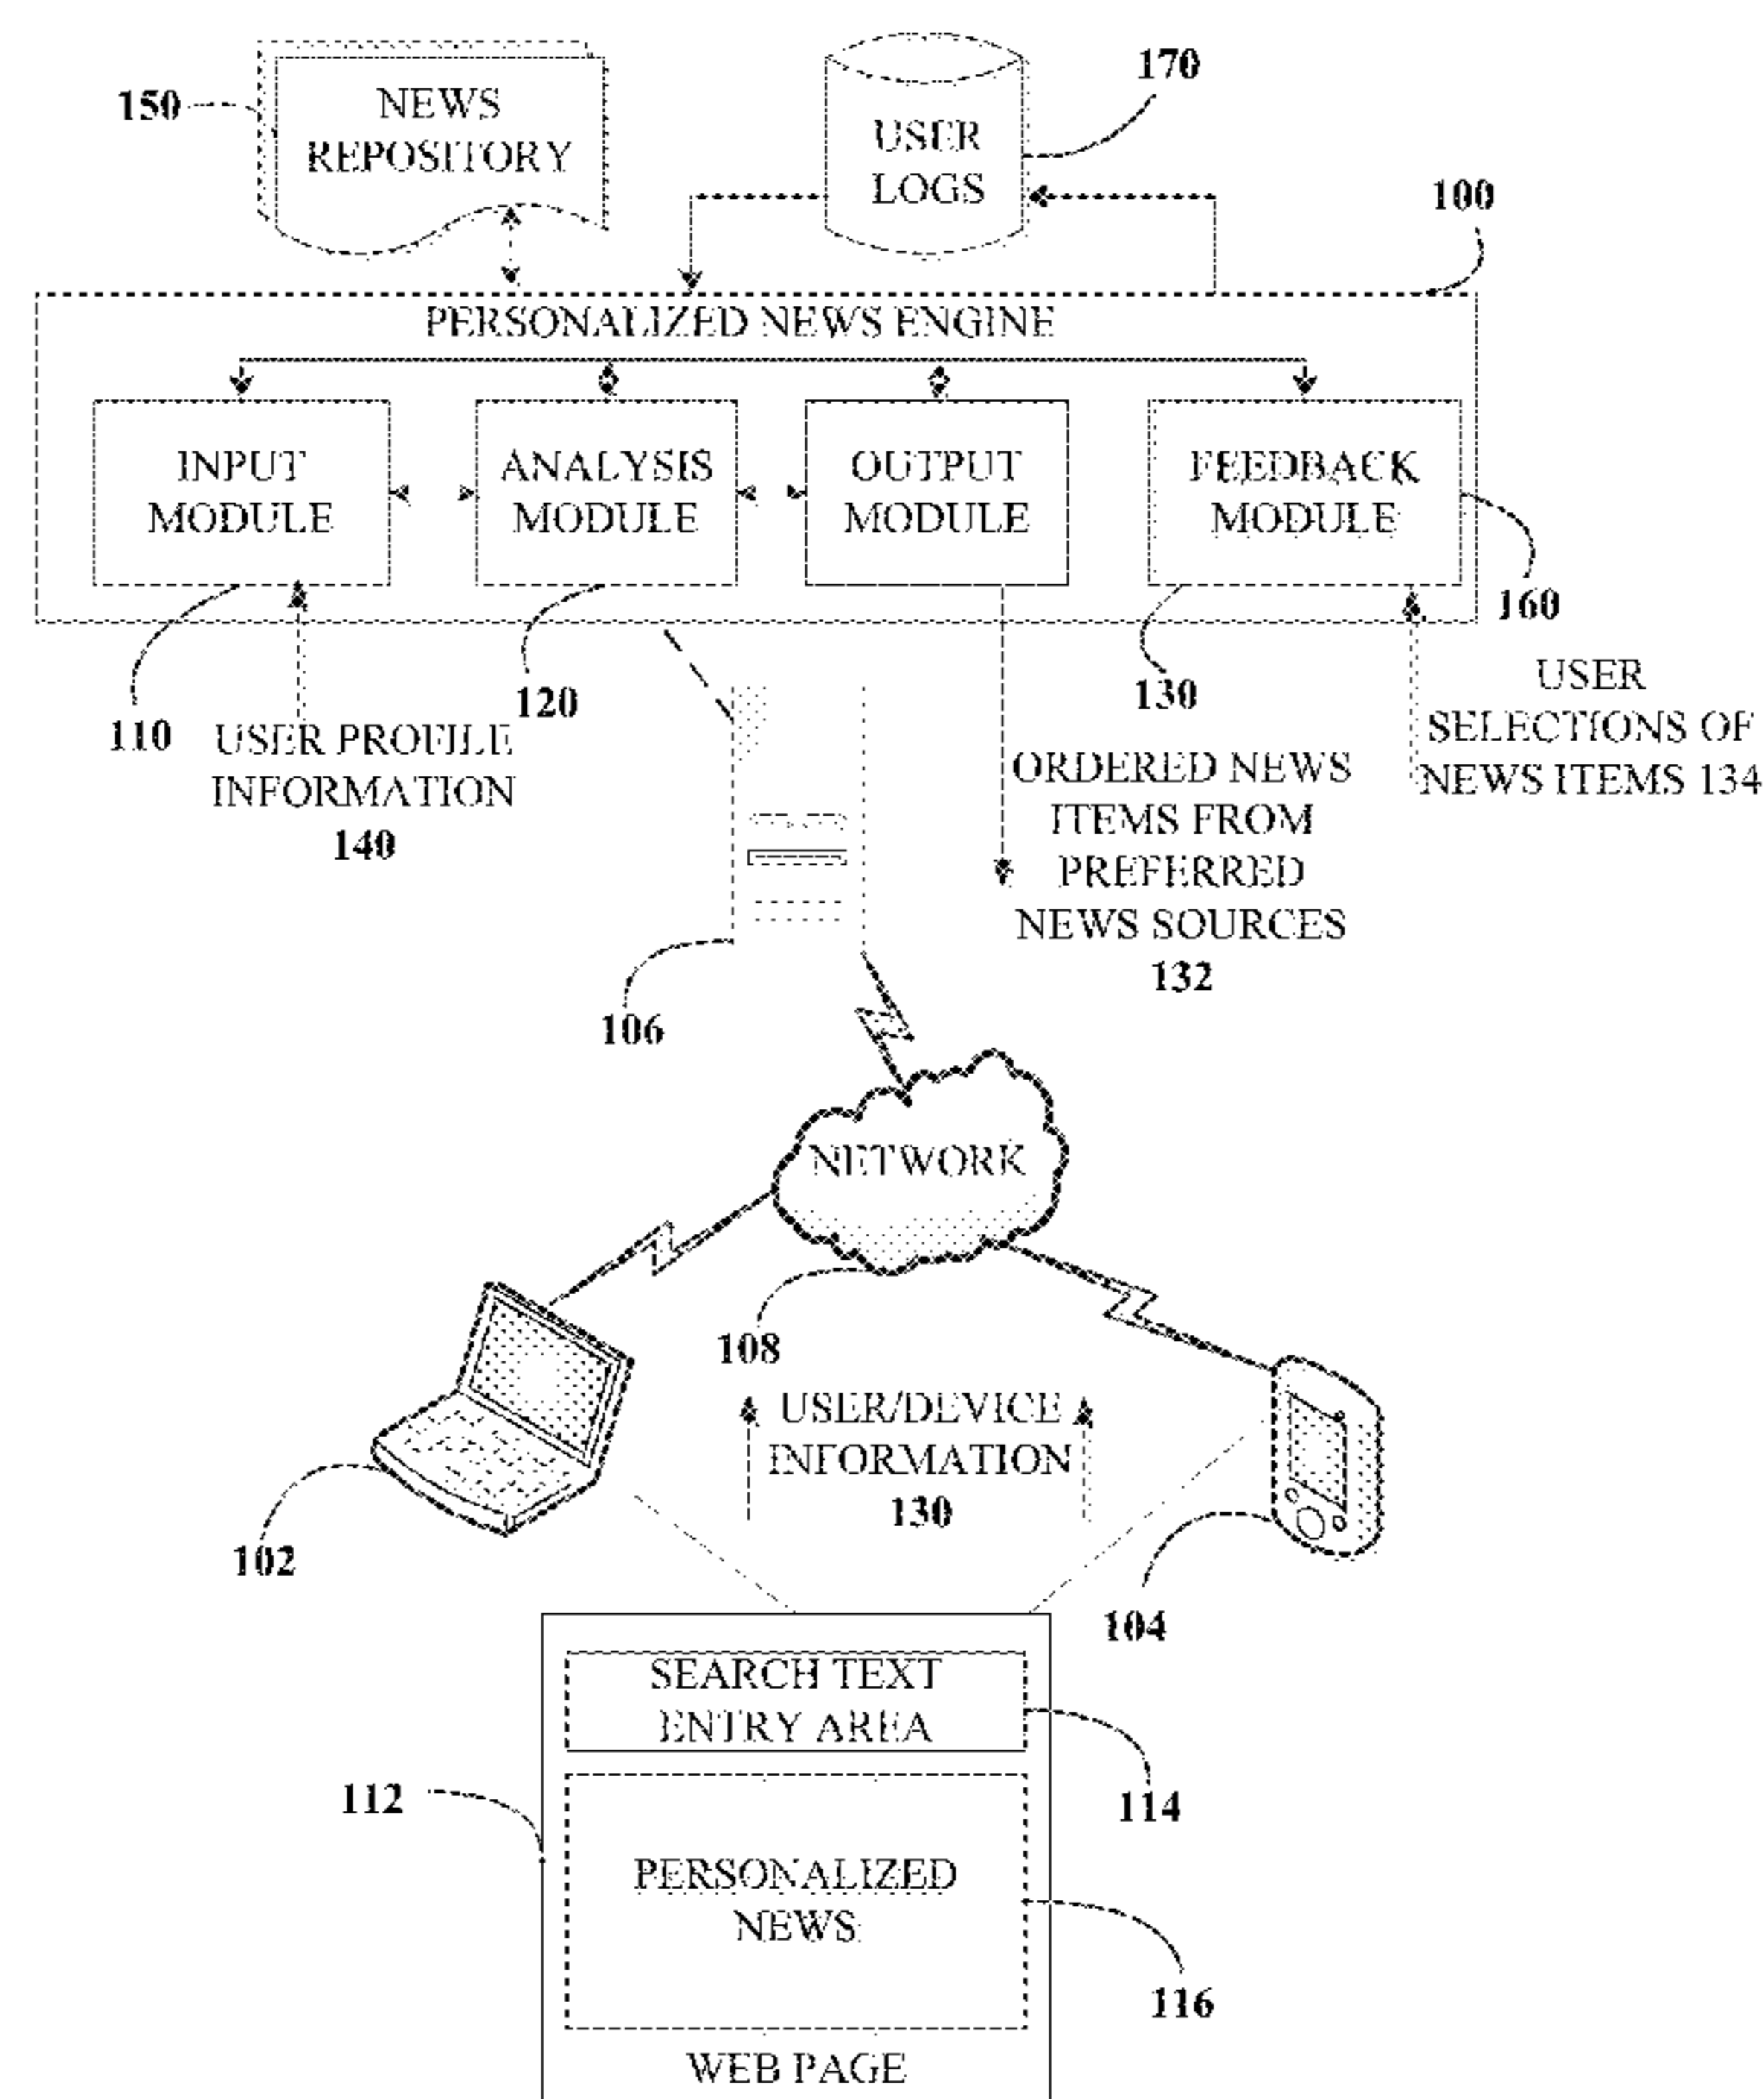 150
NEWS
REPOSITORY
USER
LOGS
170
100
PERSONALIZED NEWS ENGINE
INPUT
MODULE
ANALYSIS
MODULE
OUTPUT
MODULE
FEEDBACK
MODULE
160
110
120
130
USER PROFILE
INFORMATION
140
USER
SELECTIONS OF
NEWS ITEMS 134
ORDERED NEWS
ITEMS FROM
PREFERRED
NEWS SOURCES
132
106
NETWORK
108
USER/DEVICE
INFORMATION
130
102
104
SEARCH TEXT
ENTRY AREA
114
112
PERSONALIZED
NEWS
116
WEB PAGE